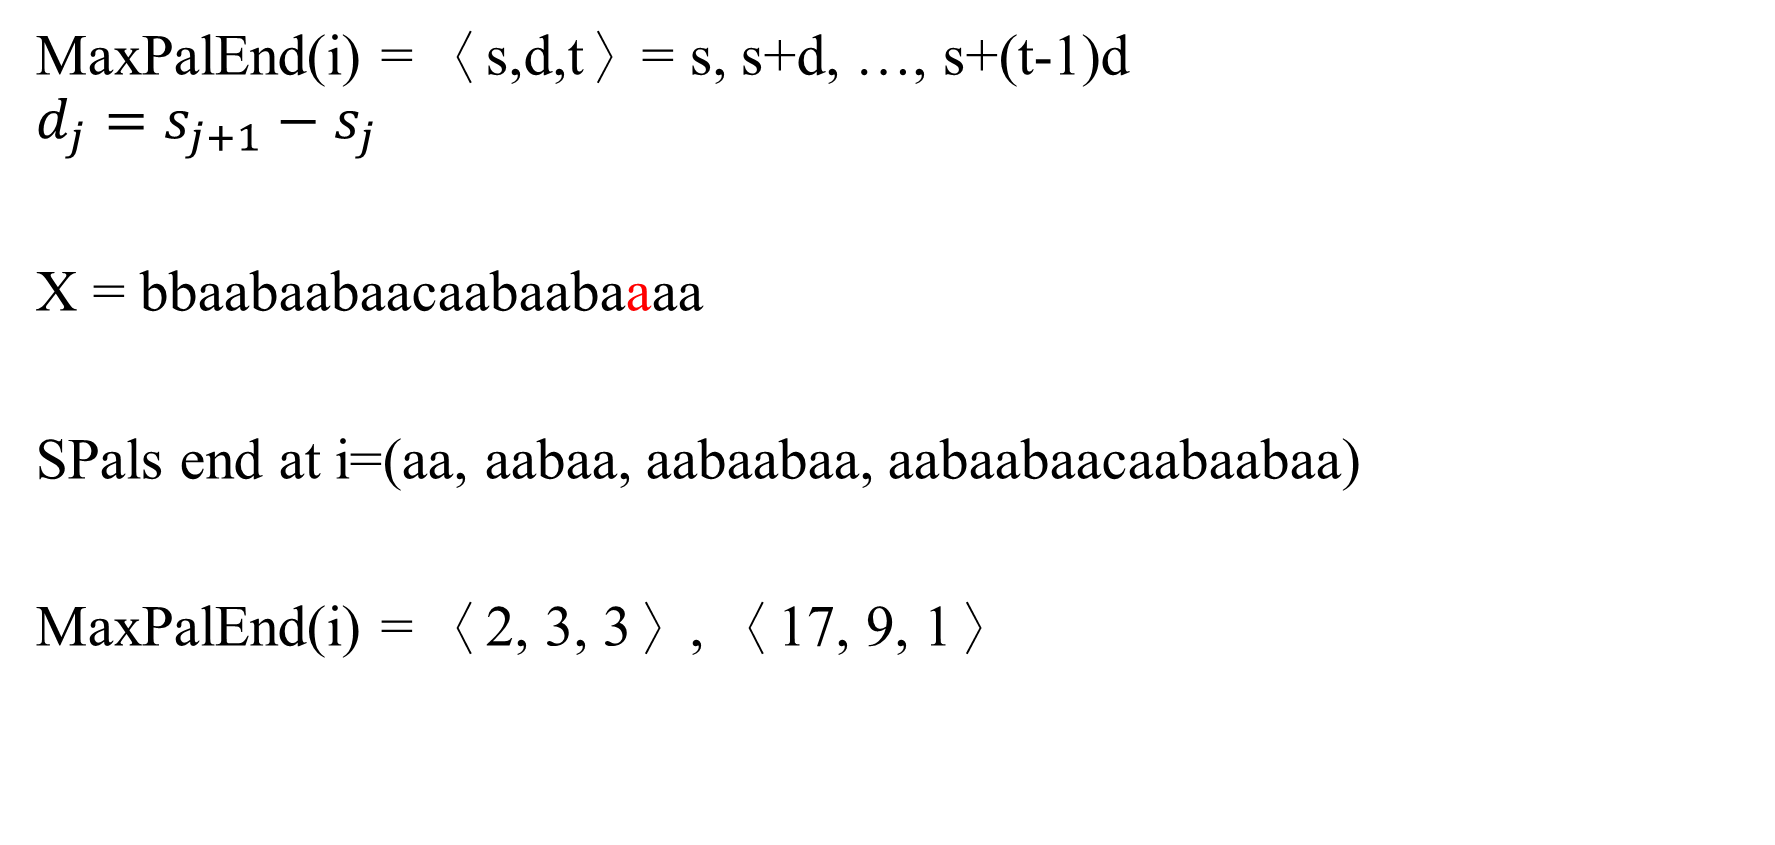 MaxPalEnd(i) = 〈s,d,t〉= s, s+d, …, s+(t-1)d
𝑑𝑗 = 𝑠𝑗+1 − 𝑠𝑗
X = bbaabaabaacaabaabaaaa
SPals end at i=(aa, aabaa, aabaabaa, aabaabaacaabaabaa)
MaxPalEnd(i) = 〈2, 3, 3〉, 〈17, 9, 1〉